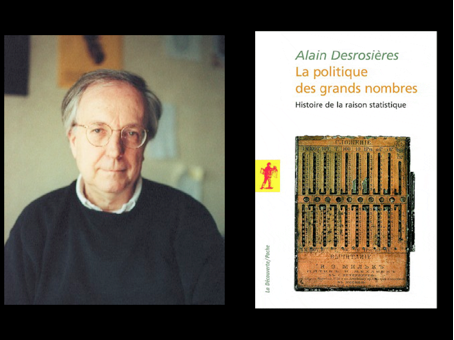 Alain Desrosières
La politique
des grands nombres
Histoire de la raison statistique
La Découverte/Poche